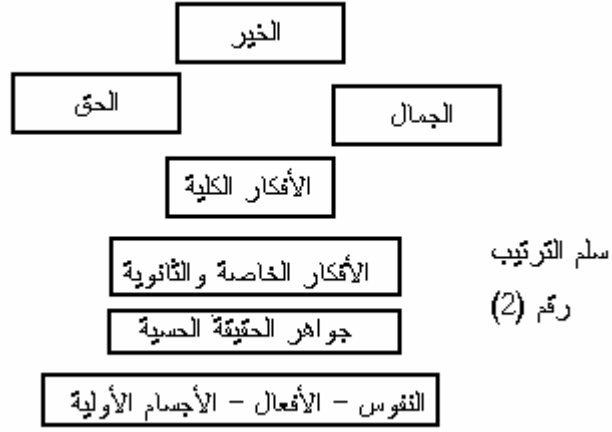 الخير
الحق
الجمال
الأفكار الكلية
الأفكار الخاصة والثانوية
سلم الترتيب
رقم (2)
جواهر الحقيقة الحسية
النفوس – الأفعال – الأجسام الأولية